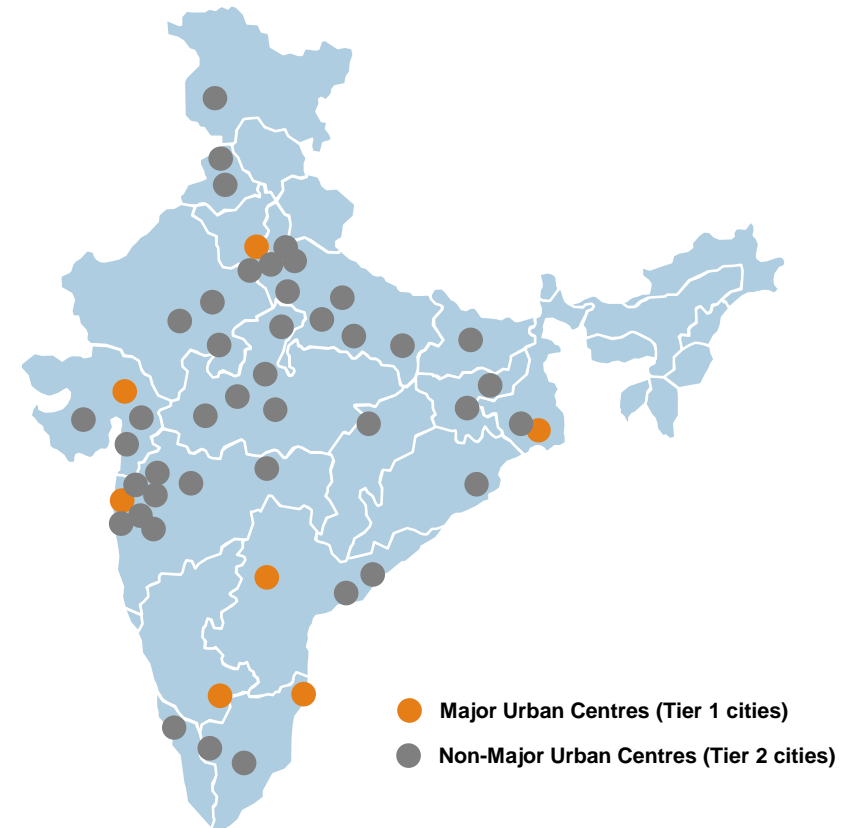 Major Urban Centres (Tier 1 cities)
Non-Major Urban Centres (Tier 2 cities)